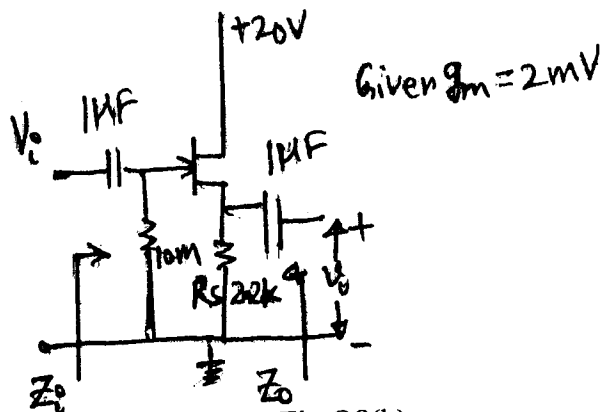 +20V
Given gm = 2mV
1µF
Vi
1µF
10m
Rs 2.2k
+
vo
-
Zi
Zo